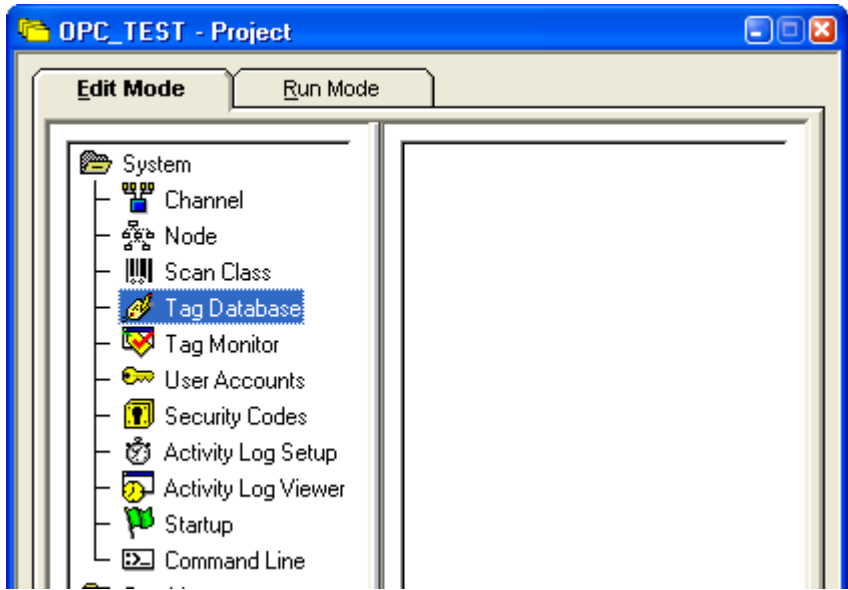 OPC_TEST - Project
Edit Mode Run Mode
System
Channel
Node
Scan Class
Tag Database
Tag Monitor
User Accounts
Security Codes
Activity Log Setup
Activity Log Viewer
Startup
Command Line